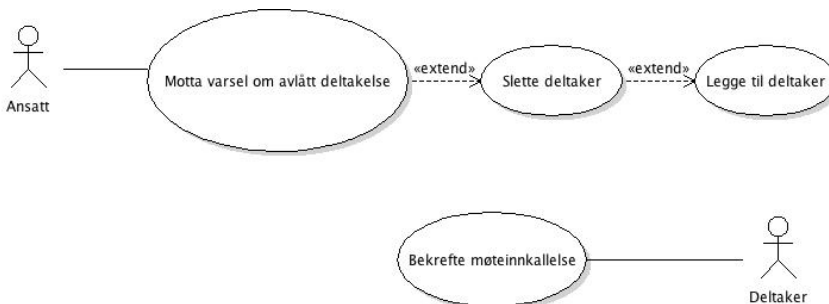 Ansatt
Motta varsel om avlått deltakelse
«extend»
Slette deltaker
«extend»
Legge til deltaker
Bekrefte møteinnkallelse
Deltaker